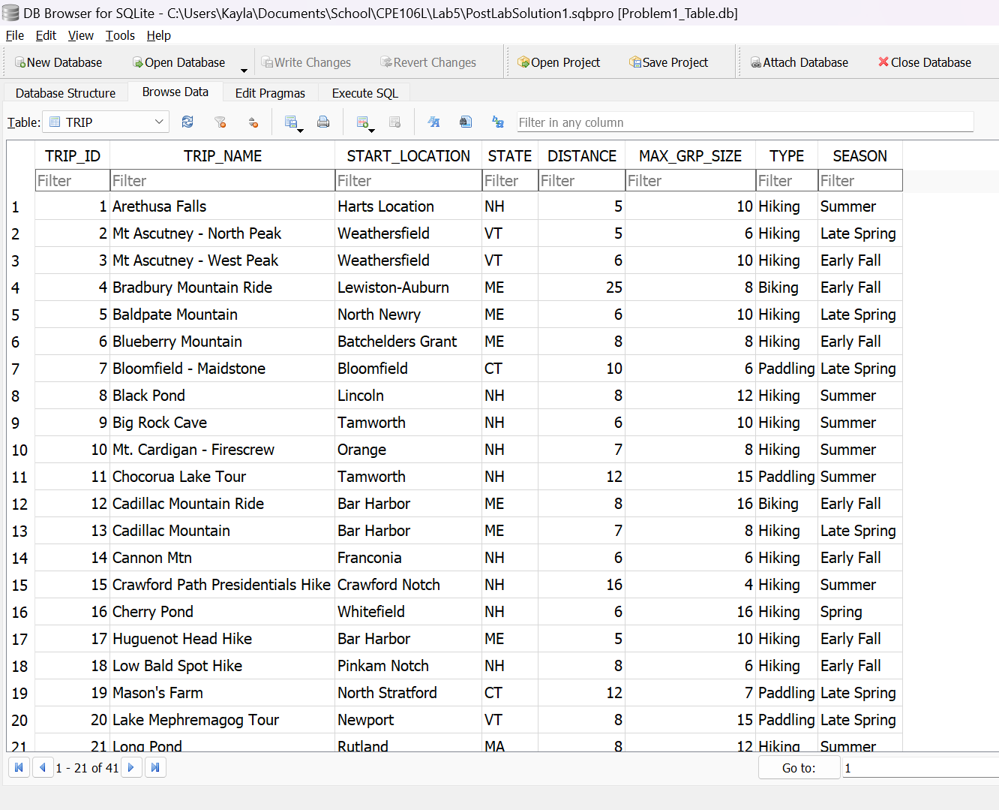 DB Browser for SQLite - C:\Users\Kayla\Documents\School\CPE106L\Lab5\PostLabSolution1.sqbpro [Problem1_Table.db]
File Edit View Tools Help
New Database Open Database Write Changes Revert Changes Open Project Save Project Attach Database Close Database
Database Structure Browse Data Edit Pragmas Execute SQL
Table: TRIP Filter in any column
TRIP_ID TRIP_NAME START_LOCATION STATE DISTANCE MAX_GRP_SIZE TYPE SEASON
Filter Filter Filter Filter Filter Filter Filter Filter
1 1 Arethusa Falls Harts Location NH 5 10 Hiking Summer
2 2 Mt Ascutney - North Peak Weathersfield VT 5 6 Hiking Late Spring
3 3 Mt Ascutney - West Peak Weathersfield VT 6 10 Hiking Early Fall
4 4 Bradbury Mountain Ride Lewiston-Auburn ME 25 8 Biking Early Fall
5 5 Baldpate Mountain North Newry ME 6 10 Hiking Late Spring
6 6 Blueberry Mountain Batchelders Grant ME 8 8 Hiking Early Fall
7 7 Bloomfield - Maidstone Bloomfield CT 10 6 Paddling Late Spring
8 8 Black Pond Lincoln NH 8 12 Hiking Summer
9 9 Big Rock Cave Tamworth NH 6 10 Hiking Summer
10 10 Mt. Cardigan - Firescrew Orange NH 7 8 Hiking Summer
11 11 Chocorua Lake Tour Tamworth NH 12 15 Paddling Summer
12 12 Cadillac Mountain Ride Bar Harbor ME 8 16 Biking Early Fall
13 13 Cadillac Mountain Bar Harbor ME 7 8 Hiking Late Spring
14 14 Cannon Mtn Franconia NH 6 6 Hiking Early Fall
15 15 Crawford Path Presidentials Hike Crawford Notch NH 16 4 Hiking Summer
16 16 Cherry Pond Whitefield NH 6 16 Hiking Spring
17 17 Huguenot Head Hike Bar Harbor ME 5 10 Hiking Early Fall
18 18 Low Bald Spot Hike Pinkam Notch NH 8 6 Hiking Early Fall
19 19 Mason's Farm North Stratford CT 12 7 Paddling Late Spring
20 20 Lake Mephremagog Tour Newport VT 8 15 Paddling Late Spring
21 21 Long Pond Rutland MA 8 12 Hiking Summer
1 - 21 of 41 Go to: 1